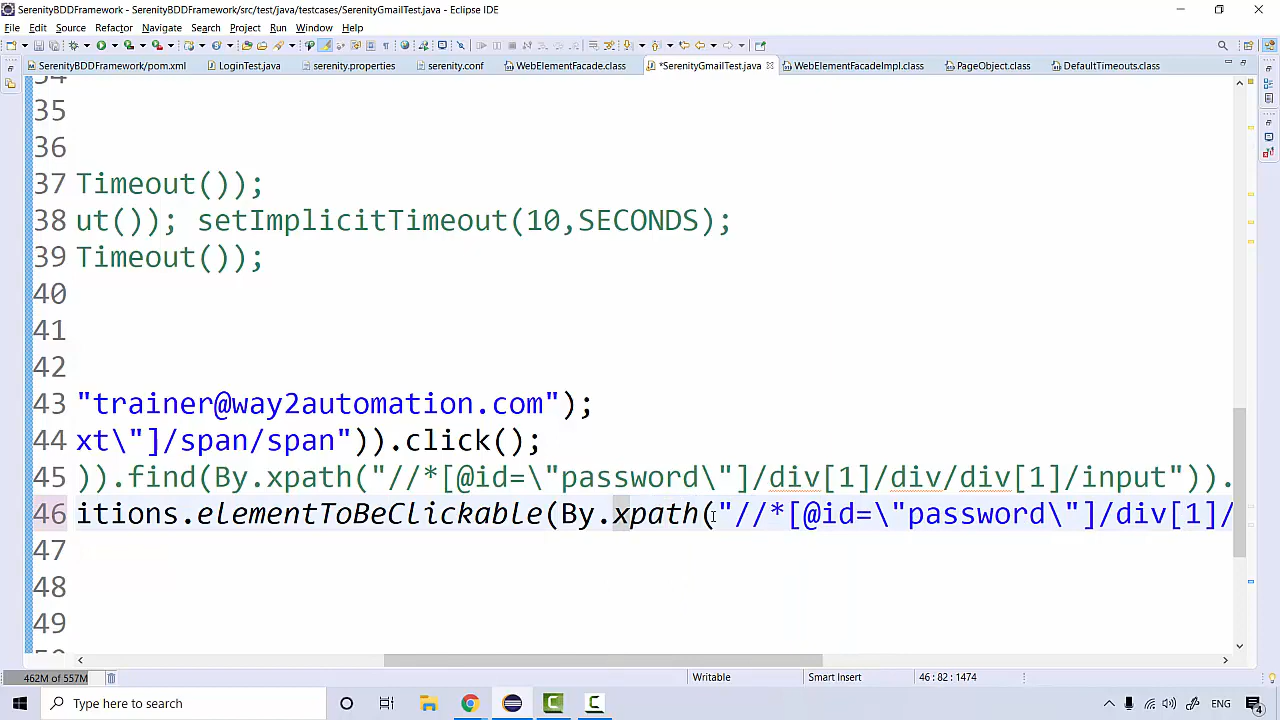 SerenityBDDFramework - SerenityBDDFramework/src/test/java/testcases/SerenityGmailTest.java - Eclipse IDE
File Edit Source Refactor Navigate Search Project Run Window Help
SerenityBDDFramework/pom.xml LoginTest.java serenity.properties serenity.conf WebElementFacade.class *SerenityGmailTest.java WebElementFacadeImpl.class PageObject.class DefaultTimeouts.class
34
35
36
37 Timeout());
38 ut()); setImplicitTimeout(10,SECONDS);
39 Timeout());
40
41
42
43 "trainer@way2automation.com");
44 xt\"]/span/span")).click();
45 )).find(By.xpath("//*[@id=\"password\"]/div[1]/div/div[1]/input")).
46 itions.elementToBeClickable(By.xpath("//*[@id=\"password\"]/div[1]/
47
48
49
462M of 557M Writable Smart Insert 46 : 82 : 1474
Type here to search ENG 4